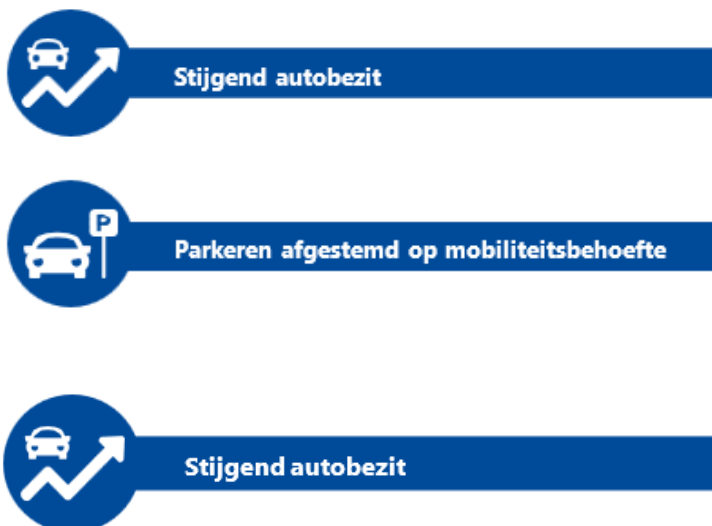 Stijgend autobezit
P
Parkeren afgestemd op mobiliteitsbehoefte
Stijgend autobezit